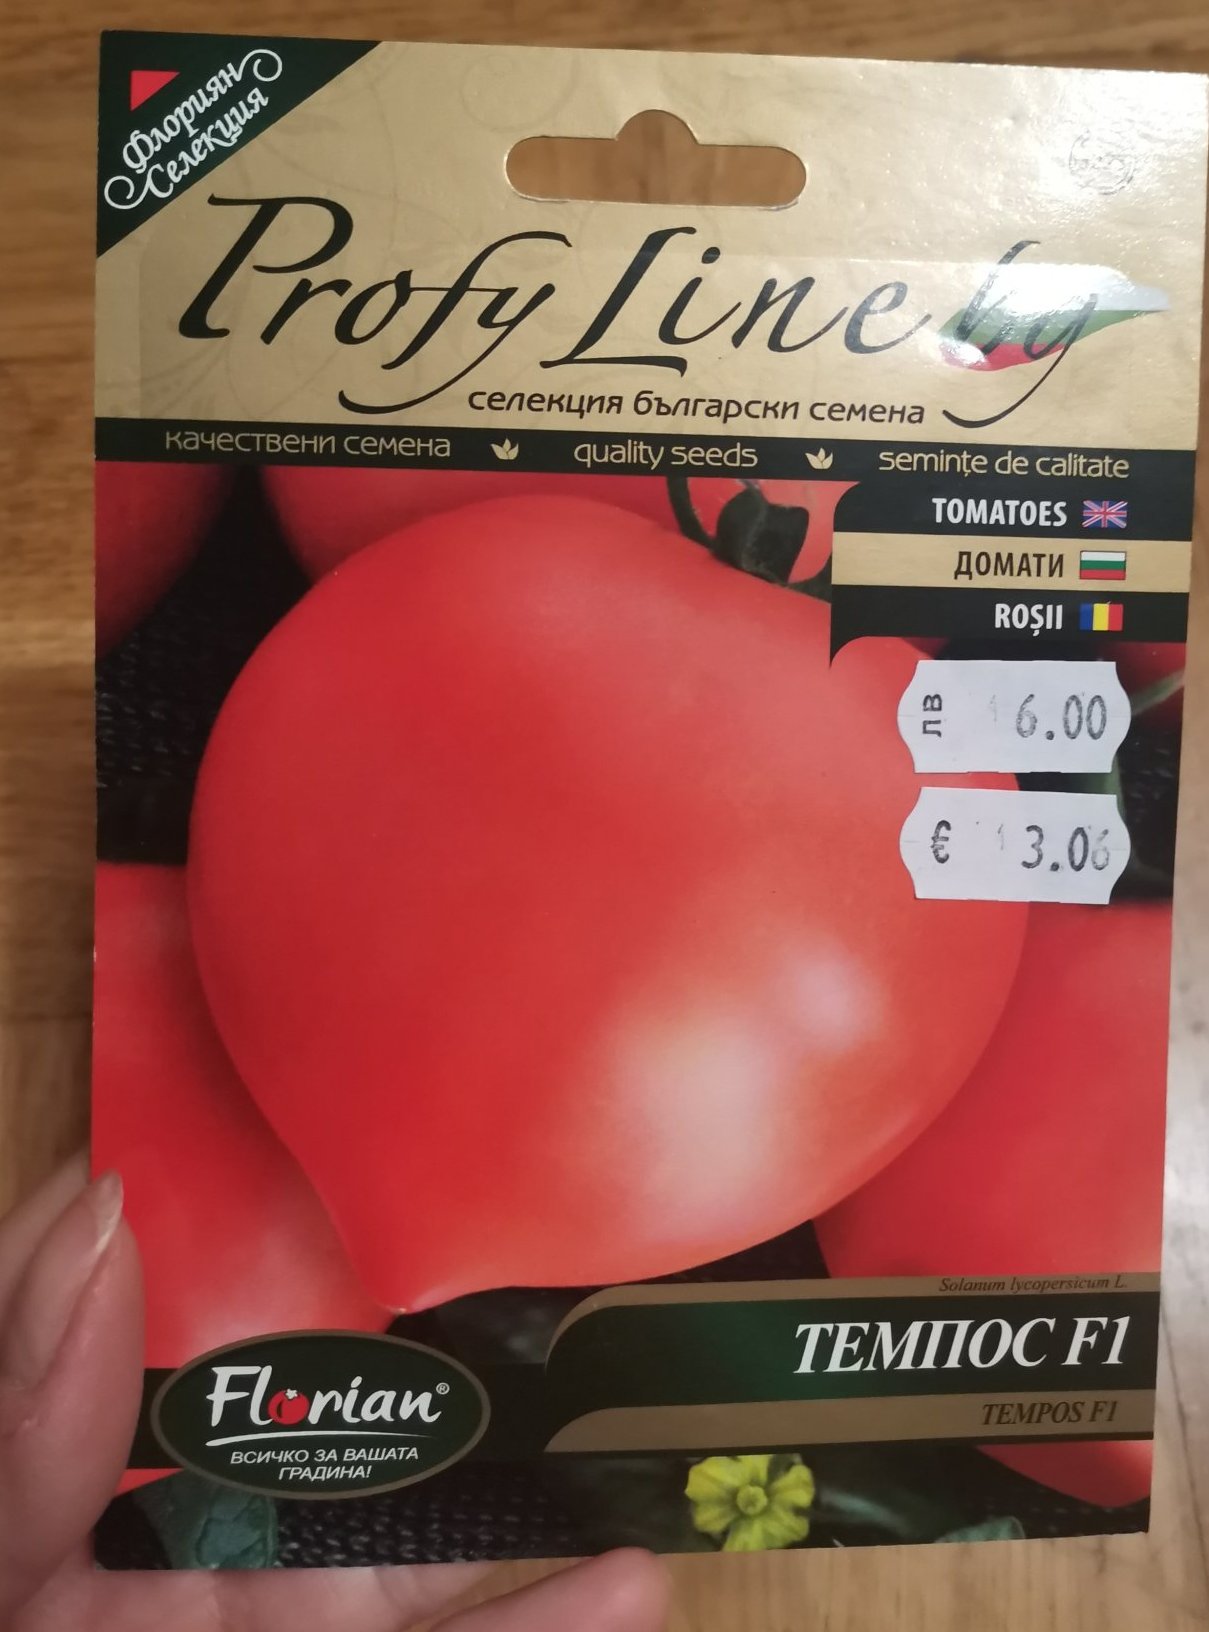 Флориян
Селекция
Profy Line bg
селекция български семена
качествени семена quality seeds semințe de calitate
TOMATOES
ДОМАТИ
ROȘII
лв 6.00
€ 3.06
Solanum lycopersicum L.
ТЕМПОС F1
TEMPOS F1
Florian®
ВСИЧКО ЗА ВАШАТА
ГРАДИНА!